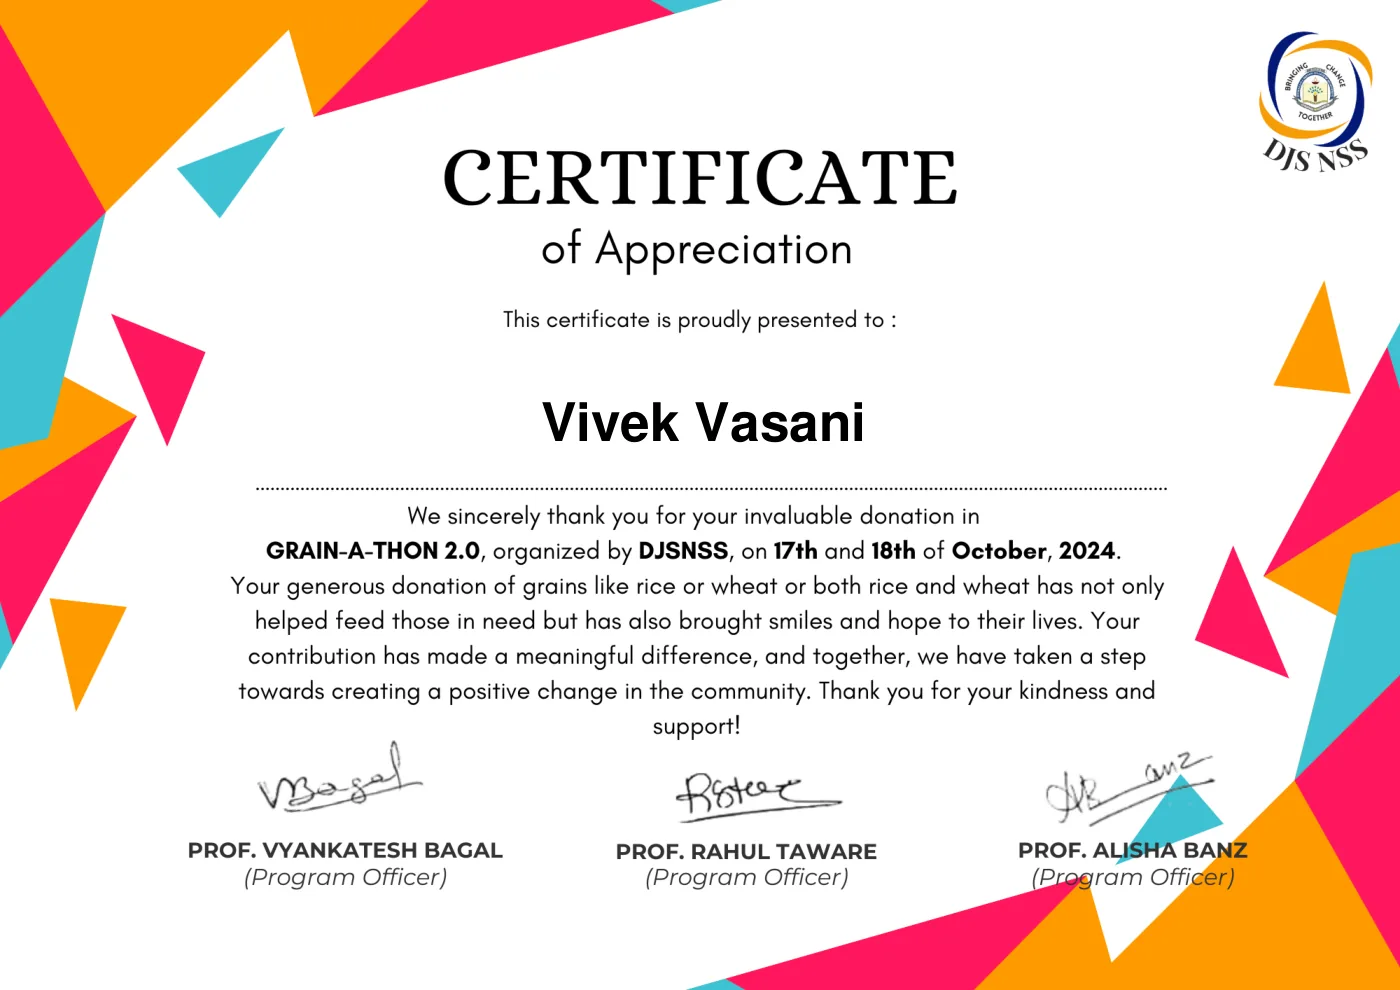 BRINGING CHANGE
TOGETHER
DJS NSS
CERTIFICATE
of Appreciation
This certificate is proudly presented to :
Vivek Vasani
We sincerely thank you for your invaluable donation in
GRAIN-A-THON 2.0, organized by DJSNSS, on 17th and 18th of October, 2024.
Your generous donation of grains like rice or wheat or both rice and wheat has not only
helped feed those in need but has also brought smiles and hope to their lives. Your
contribution has made a meaningful difference, and together, we have taken a step
towards creating a positive change in the community. Thank you for your kindness and
support!
VBagal
PROF. VYANKATESH BAGAL
PROF. RAHUL TAWARE
PROF. ALISHA BANZ
(Program Officer)
(Program Officer)
(Program Officer)